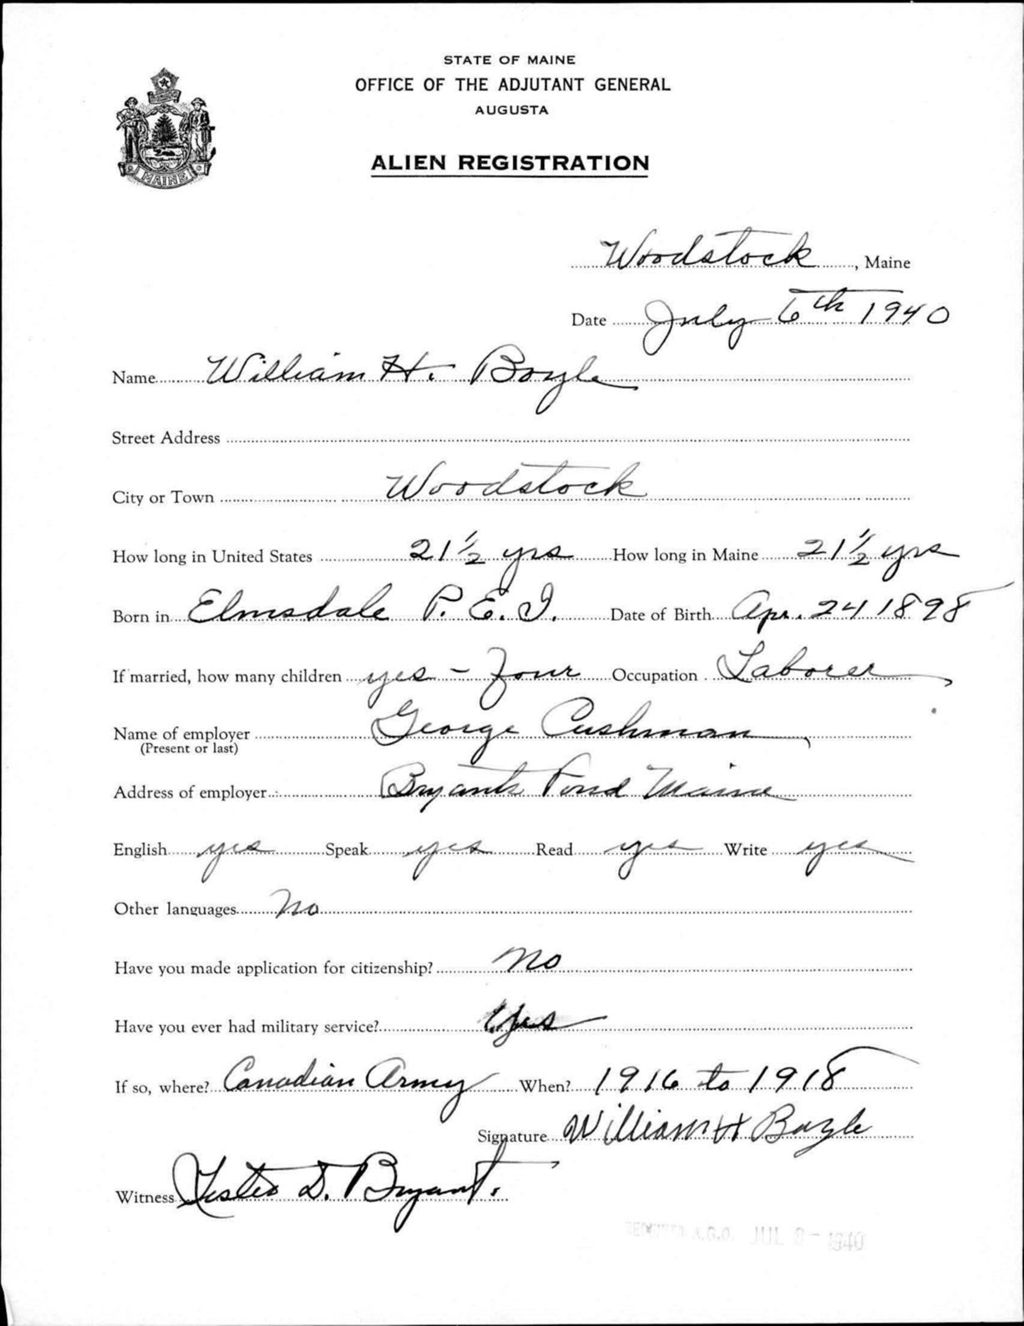 STATE OF MAINE
OFFICE OF THE ADJUTANT GENERAL
AUGUSTA
ALIEN REGISTRATION
MAINE
Woodstock, Maine
Date July 6th 1940
Name William H. Boyle
Street Address
City or Town Woodstock
How long in United States 21 1/2 yrs How long in Maine 21 1/2 yrs
Born in Elmsdale P. E. I. Date of Birth Apr. 24 1898
If married, how many children yes - Four Occupation Laborer
Name of employer George Cushman
(Present or last)
Address of employer Bryants Pond Maine
English yes Speak yes Read yes Write yes
Other languages No
Have you made application for citizenship? No
Have you ever had military service? Yes
If so, where? Canadian Army When? 1916 to 1918
Signature William H Boyle
Witness Lester D. Bryant.
A.G.O. JUL 1940